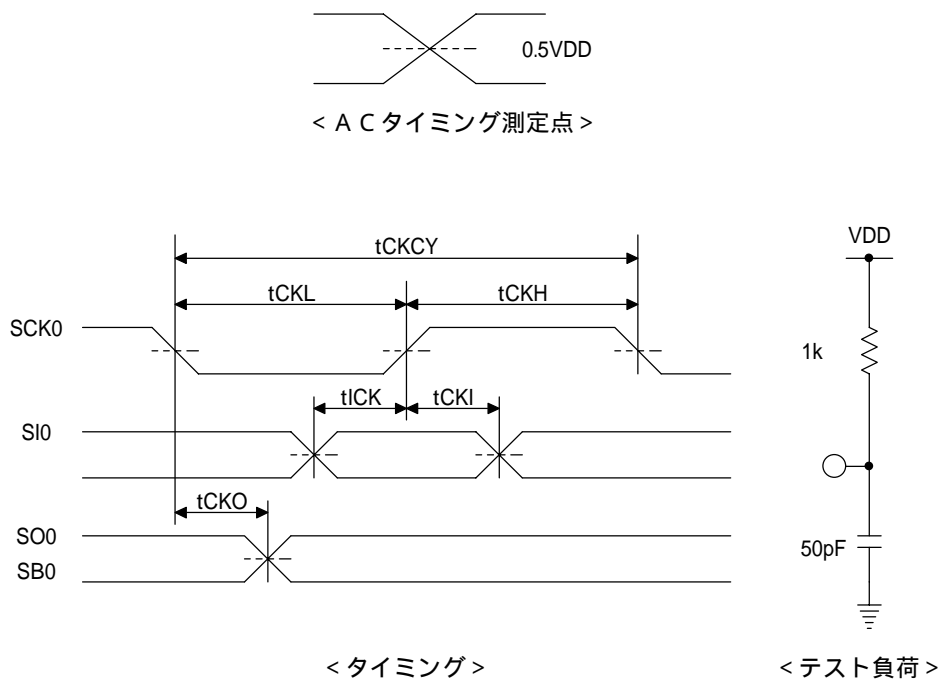 0.5VDD
< A C タイミング測定点 >
tCKCY
VDD
tCKL
tCKH
SCK0
1k
tICK
tCKI
SI0
tCKO
SO0
50pF
SB0
< タイミング >
< テスト負荷 >